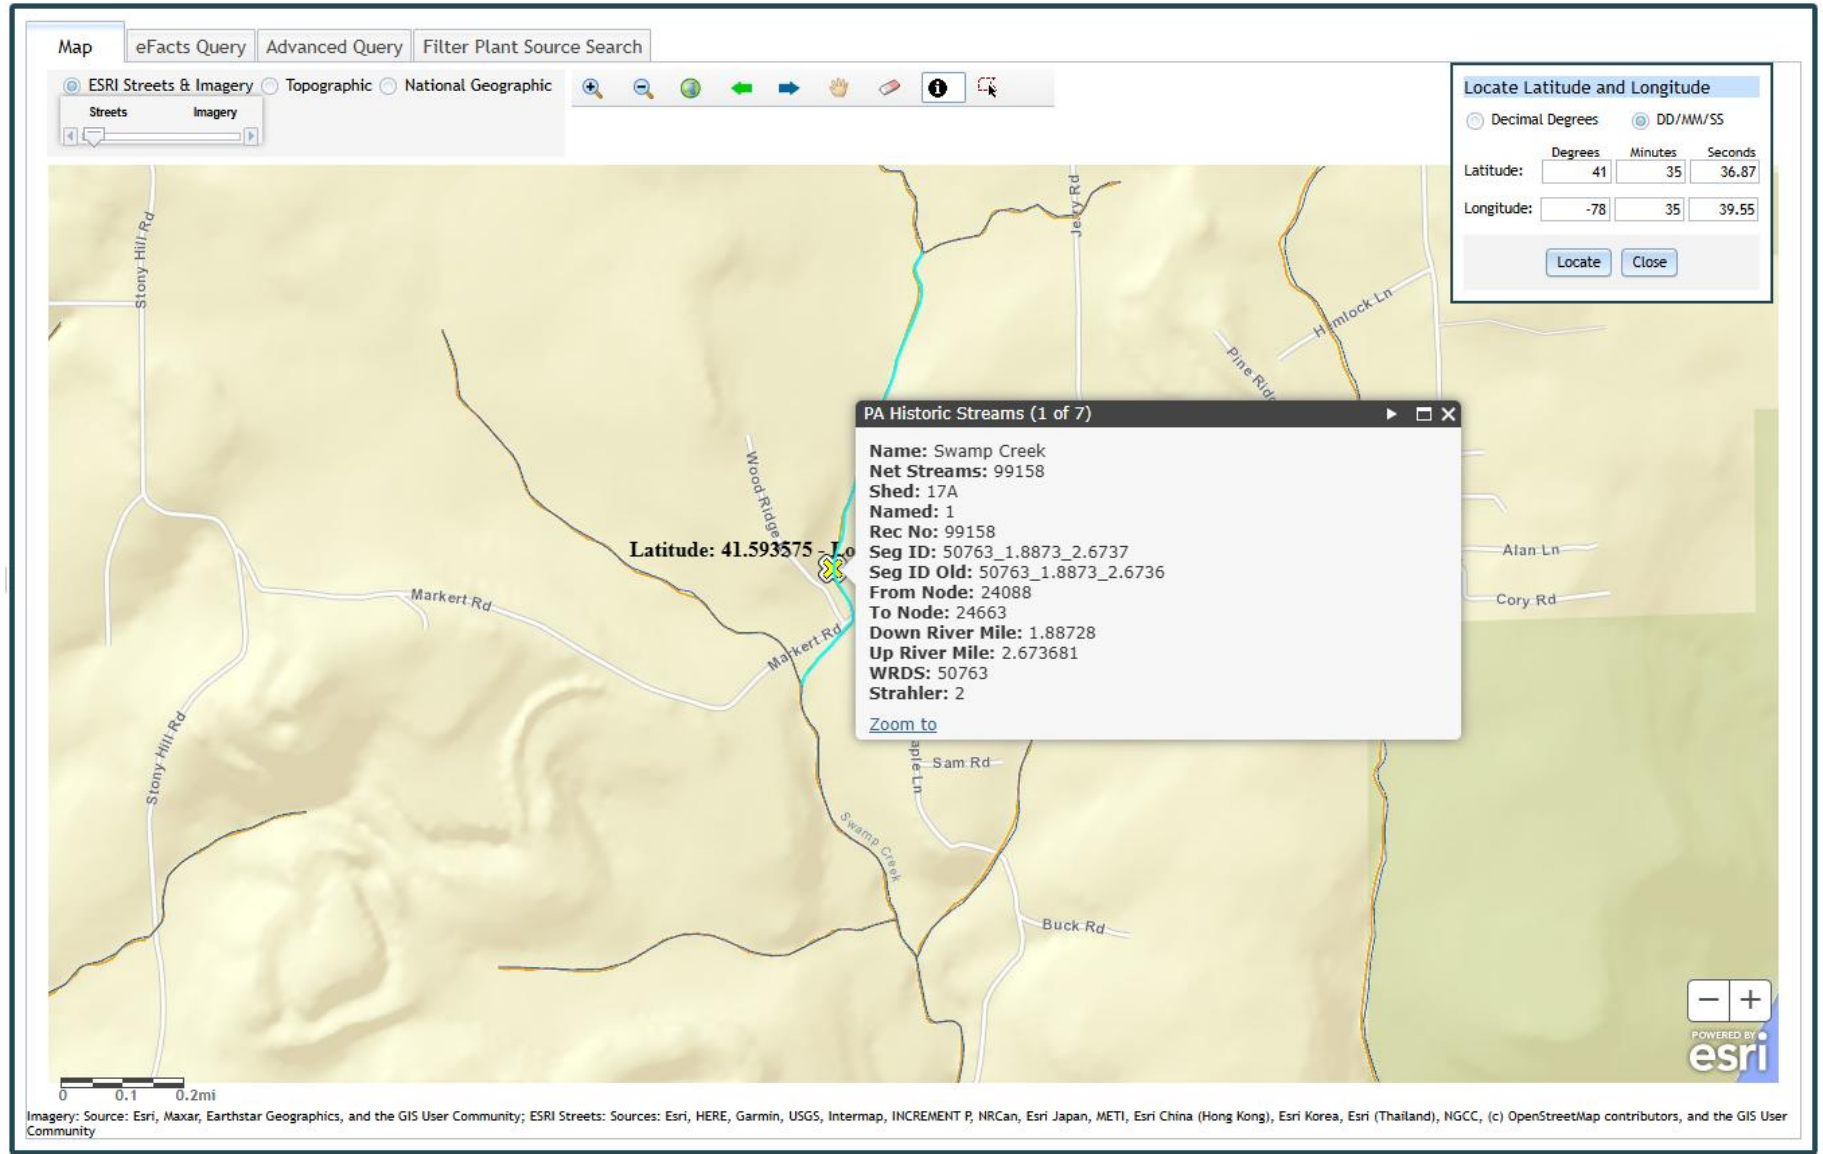 Map
eFacts Query
Advanced Query
Filter Plant Source Search
ESRI Streets & Imagery
Topographic
National Geographic
Streets
Imagery
Locate Latitude and Longitude
Decimal Degrees
DD/MM/SS
Degrees Minutes Seconds
Latitude: 41 35 36.87
Longitude: -78 35 39.55
Locate
Close
Stony Hill Rd
Jerry Rd
Hemlock Ln
Pine Ridg
PA Historic Streams (1 of 7)
Name: Swamp Creek
Net Streams: 99158
Shed: 17A
Named: 1
Rec No: 99158
Seg ID: 50763_1.8873_2.6737
Seg ID Old: 50763_1.8873_2.6736
From Node: 24088
To Node: 24663
Down River Mile: 1.88728
Up River Mile: 2.673681
WRDS: 50763
Strahler: 2
Zoom to
Wood Ridge
Latitude: 41.593575 - Lo
Alan Ln
Cory Rd
Markert Rd
Markert Rd
Stony Hill Rd
aple Ln
Sam Rd
Swamp Creek
Buck Rd
POWERED BY
esri
0 0.1 0.2mi
Imagery: Source: Esri, Maxar, Earthstar Geographics, and the GIS User Community; ESRI Streets: Sources: Esri, HERE, Garmin, USGS, Intermap, INCREMENT P, NRCan, Esri Japan, METI, Esri China (Hong Kong), Esri Korea, Esri (Thailand), NGCC, (c) OpenStreetMap contributors, and the GIS User
Community